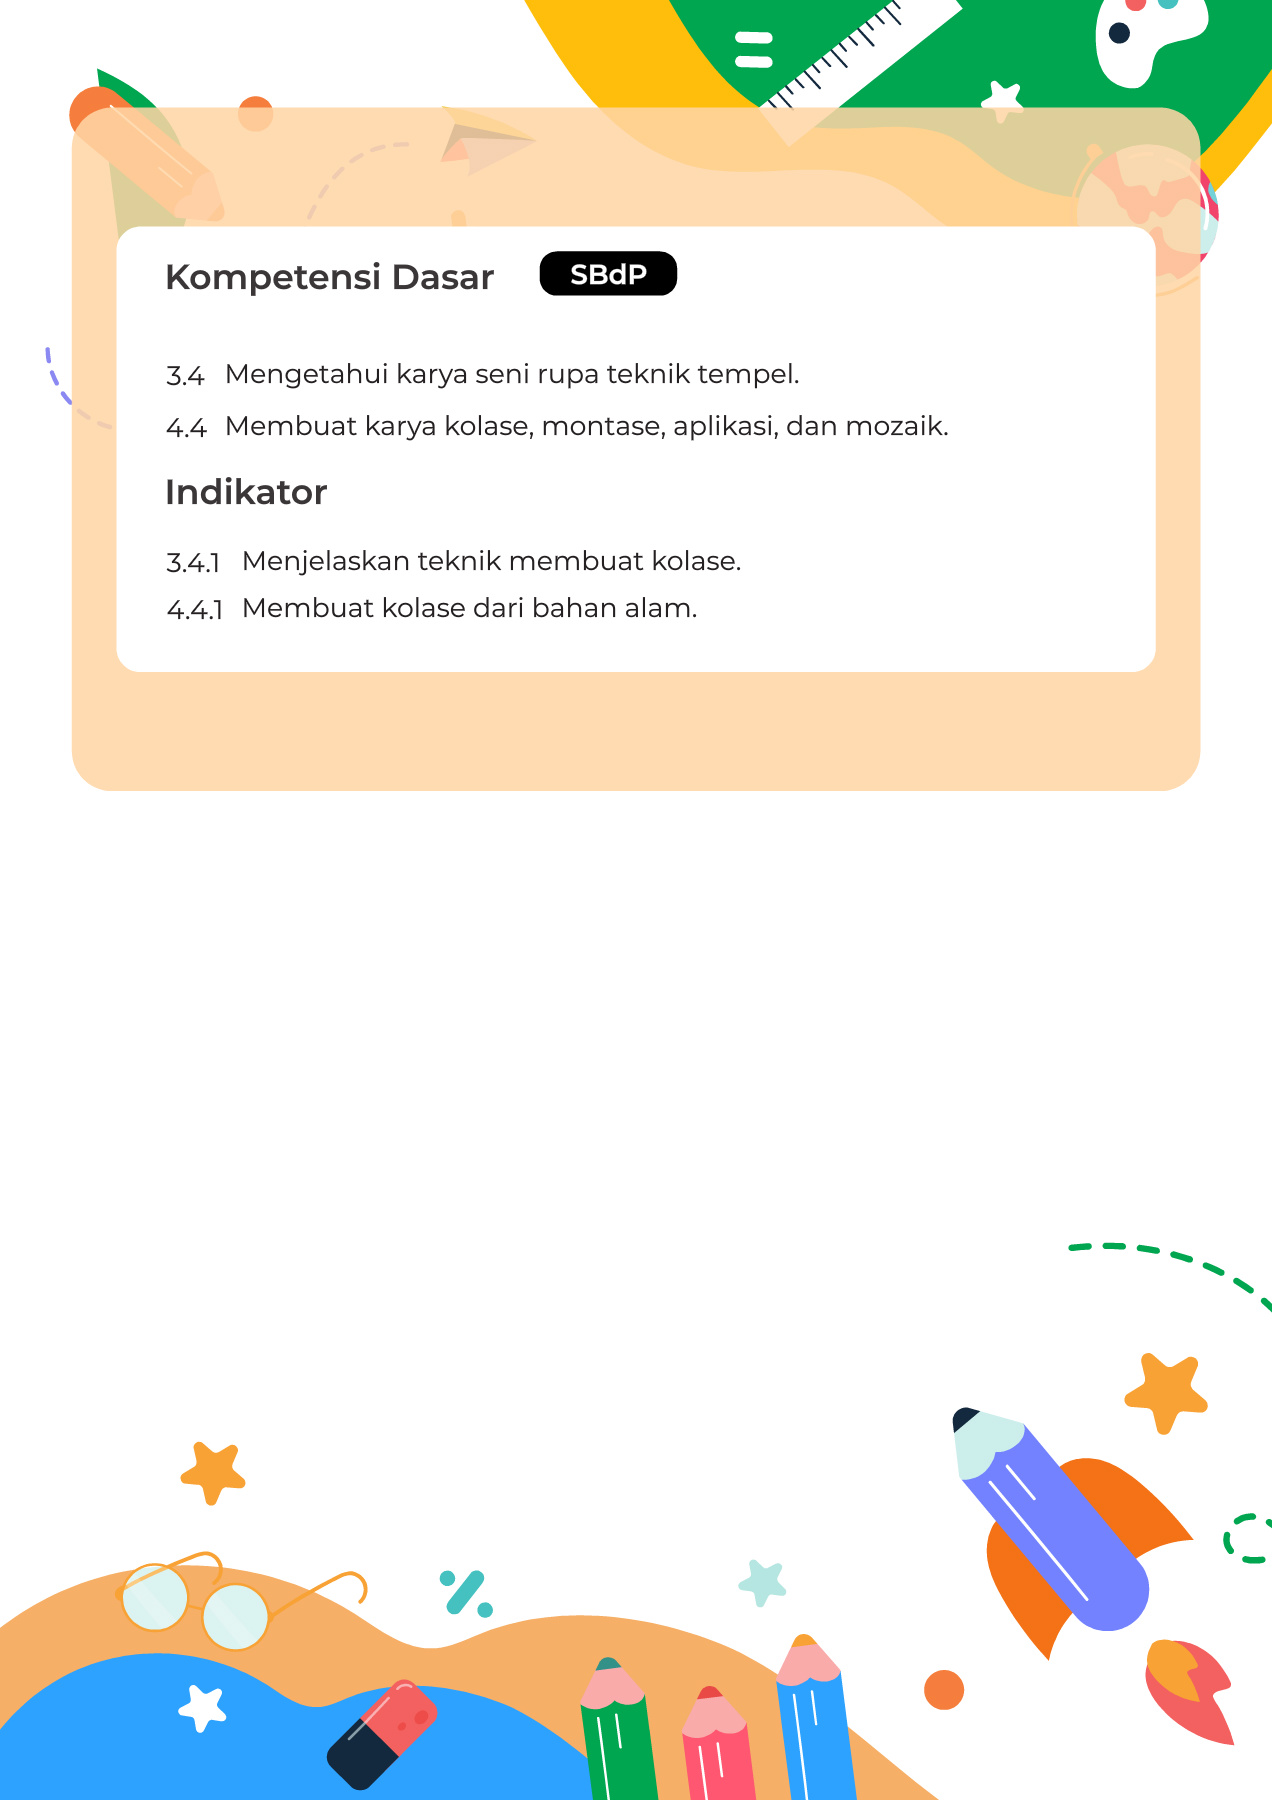 Kompetensi Dasar SBdP
3.4 Mengetahui karya seni rupa teknik tempel.
4.4 Membuat karya kolase, montase, aplikasi, dan mozaik.
Indikator
3.4.1 Menjelaskan teknik membuat kolase.
4.4.1 Membuat kolase dari bahan alam.